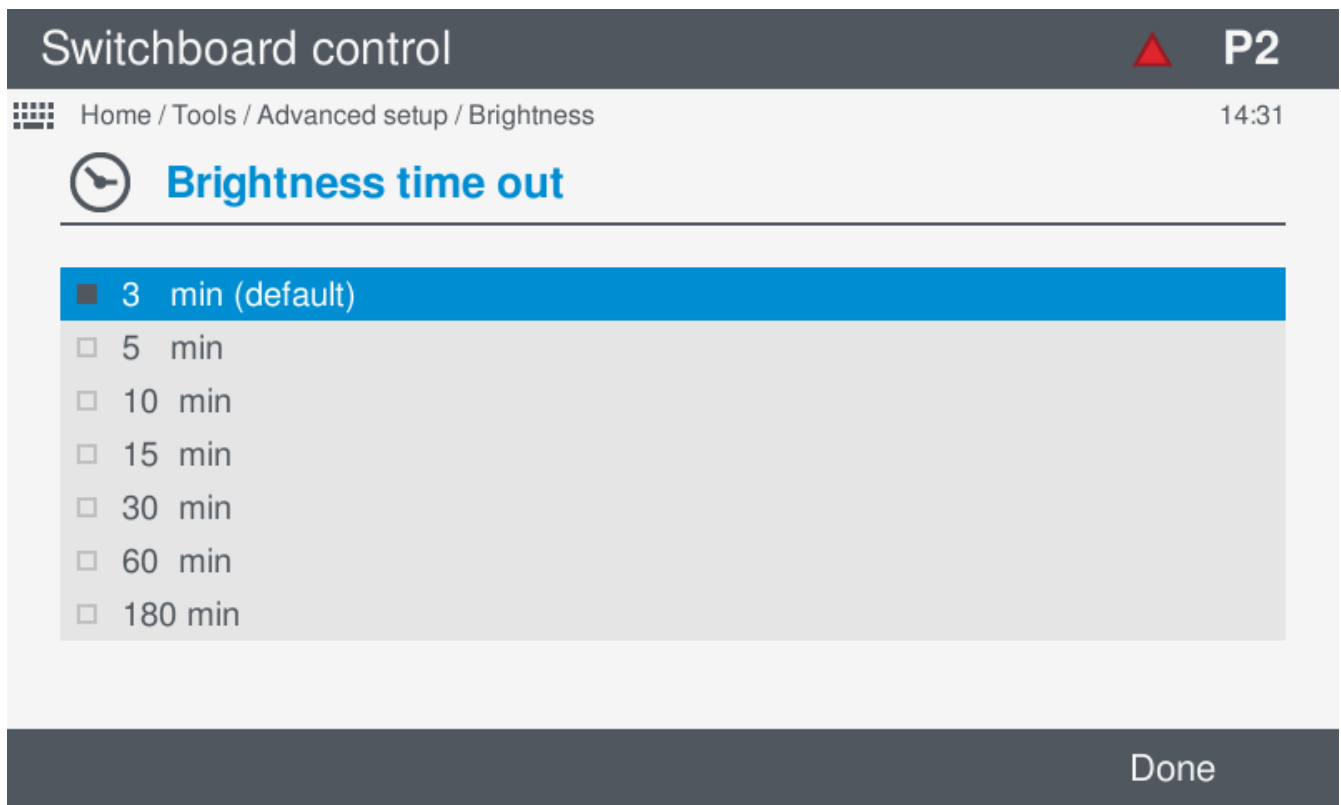 Switchboard control P2
Home / Tools / Advanced setup / Brightness 14:31
Brightness time out
3 min (default)
5 min
10 min
15 min
30 min
60 min
180 min
Done